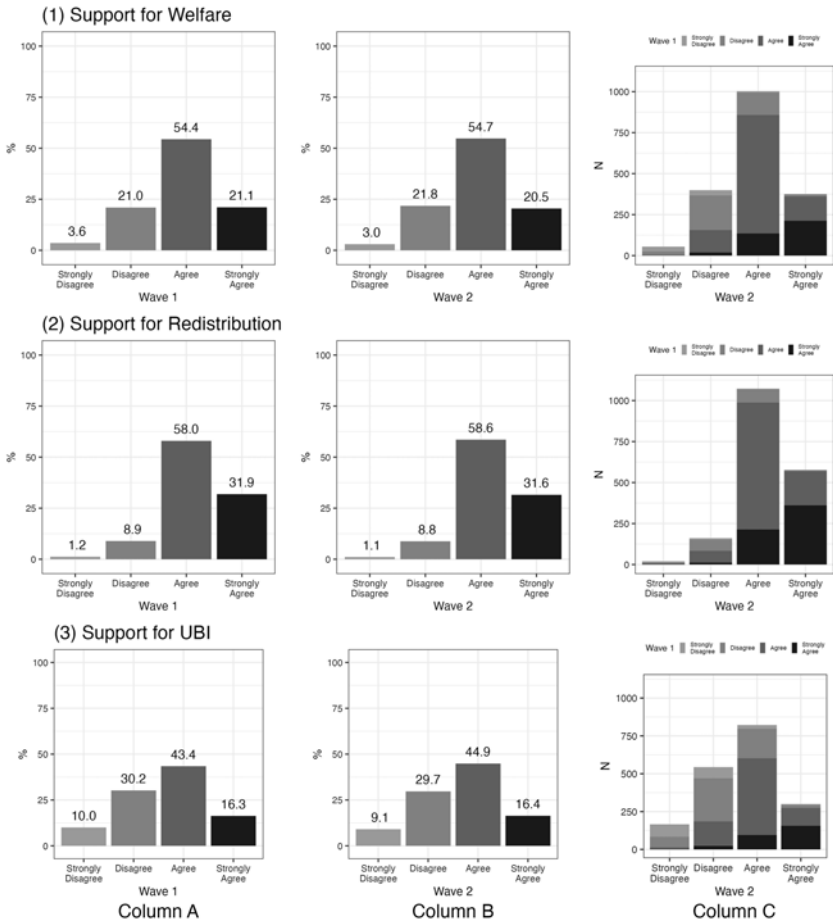 (1) Support for Welfare
100
75
50
25
0
%
3.6
21.0
54.4
21.1
Strongly Disagree
Disagree
Agree
Strongly Agree
Wave 1
100
75
50
25
0
%
3.0
21.8
54.7
20.5
Strongly Disagree
Disagree
Agree
Strongly Agree
Wave 2
Wave 1
Strongly Disagree
Disagree
Agree
Strongly Agree
1000
750
500
250
0
N
Strongly Disagree
Disagree
Agree
Strongly Agree
Wave 2
(2) Support for Redistribution
100
75
50
25
0
%
1.2
8.9
58.0
31.9
Strongly Disagree
Disagree
Agree
Strongly Agree
Wave 1
100
75
50
25
0
%
1.1
8.8
58.6
31.6
Strongly Disagree
Disagree
Agree
Strongly Agree
Wave 2
Wave 1
Strongly Disagree
Disagree
Agree
Strongly Agree
1000
750
500
250
0
N
Strongly Disagree
Disagree
Agree
Strongly Agree
Wave 2
(3) Support for UBI
100
75
50
25
0
%
10.0
30.2
43.4
16.3
Strongly Disagree
Disagree
Agree
Strongly Agree
Wave 1
Column A
100
75
50
25
0
%
9.1
29.7
44.9
16.4
Strongly Disagree
Disagree
Agree
Strongly Agree
Wave 2
Column B
Wave 1
Strongly Disagree
Disagree
Agree
Strongly Agree
1000
750
500
250
0
N
Strongly Disagree
Disagree
Agree
Strongly Agree
Wave 2
Column C